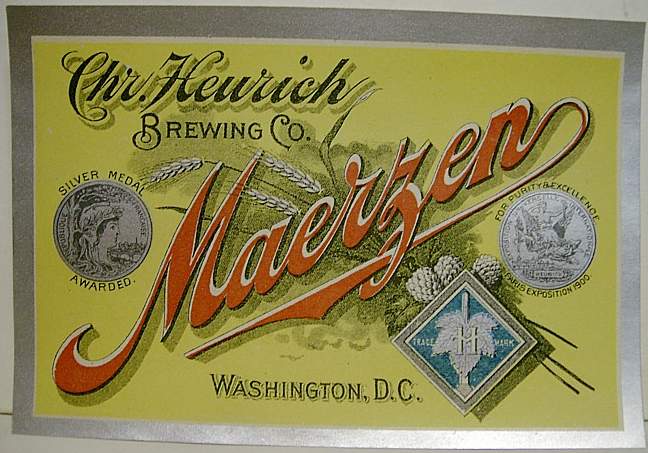 Chr. Heurich
BREWING CO.
Maerzen
SILVER MEDAL
AWARDED.
FOR PURITY & EXCELLENCE
PARIS EXPOSITION 1900.
TRADE H MARK
WASHINGTON, D.C.